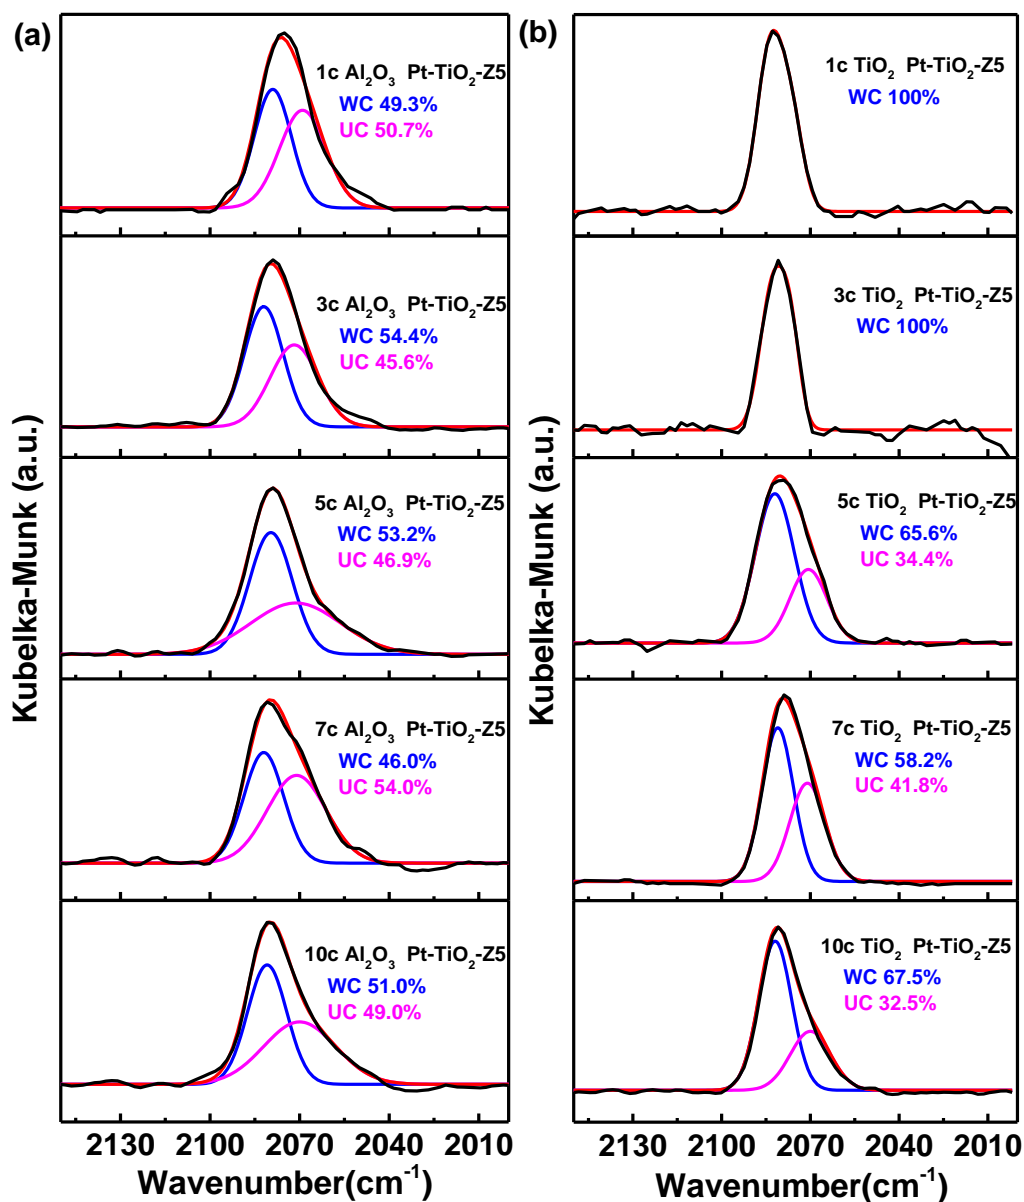 (a)
Kubelka-Munk (a.u.)
1c Al₂O₃ Pt-TiO₂-Z5
WC 49.3%
UC 50.7%
3c Al₂O₃ Pt-TiO₂-Z5
WC 54.4%
UC 45.6%
5c Al₂O₃ Pt-TiO₂-Z5
WC 53.2%
UC 46.9%
7c Al₂O₃ Pt-TiO₂-Z5
WC 46.0%
UC 54.0%
10c Al₂O₃ Pt-TiO₂-Z5
WC 51.0%
UC 49.0%
2130 2100 2070 2040 2010
Wavenumber(cm⁻¹)
(b)
Kubelka-Munk (a.u.)
1c TiO₂ Pt-TiO₂-Z5
WC 100%
3c TiO₂ Pt-TiO₂-Z5
WC 100%
5c TiO₂ Pt-TiO₂-Z5
WC 65.6%
UC 34.4%
7c TiO₂ Pt-TiO₂-Z5
WC 58.2%
UC 41.8%
10c TiO₂ Pt-TiO₂-Z5
WC 67.5%
UC 32.5%
2130 2100 2070 2040 2010
Wavenumber(cm⁻¹)